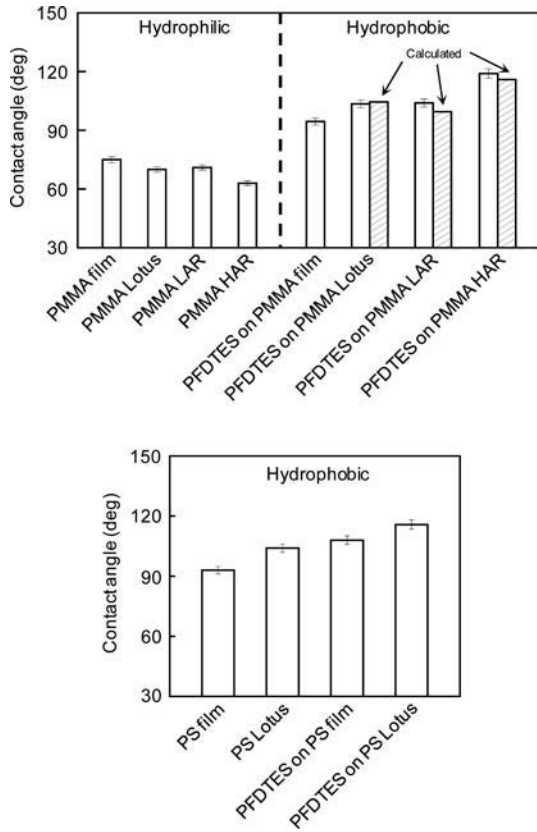 150
120
90
60
30
Contact angle (deg)
Hydrophilic
Hydrophobic
Calculated
PMMA film
PMMA Lotus
PMMA LAR
PMMA HAR
PFDTES on PMMA film
PFDTES on PMMA Lotus
PFDTES on PMMA LAR
PFDTES on PMMA HAR
150
120
90
60
30
Contact angle (deg)
Hydrophobic
PS film
PS Lotus
PFDTES on PS film
PFDTES on PS Lotus